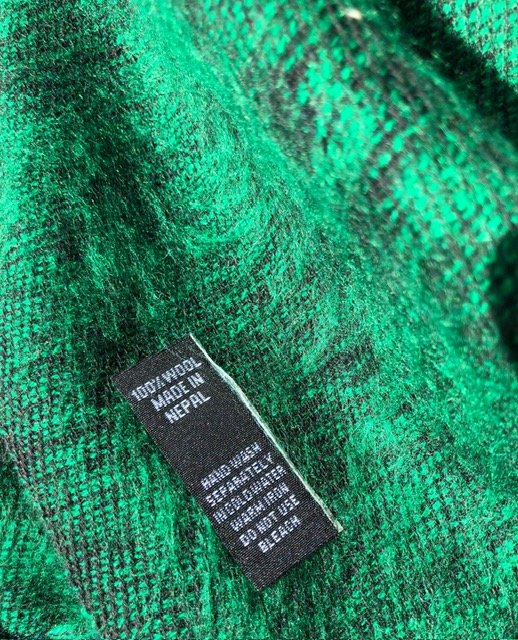 100% WOOL
MADE IN
NEPAL
HAND WASH
SEPARATELY
IN COLD WATER
WARM IRON
DO NOT USE
BLEACH